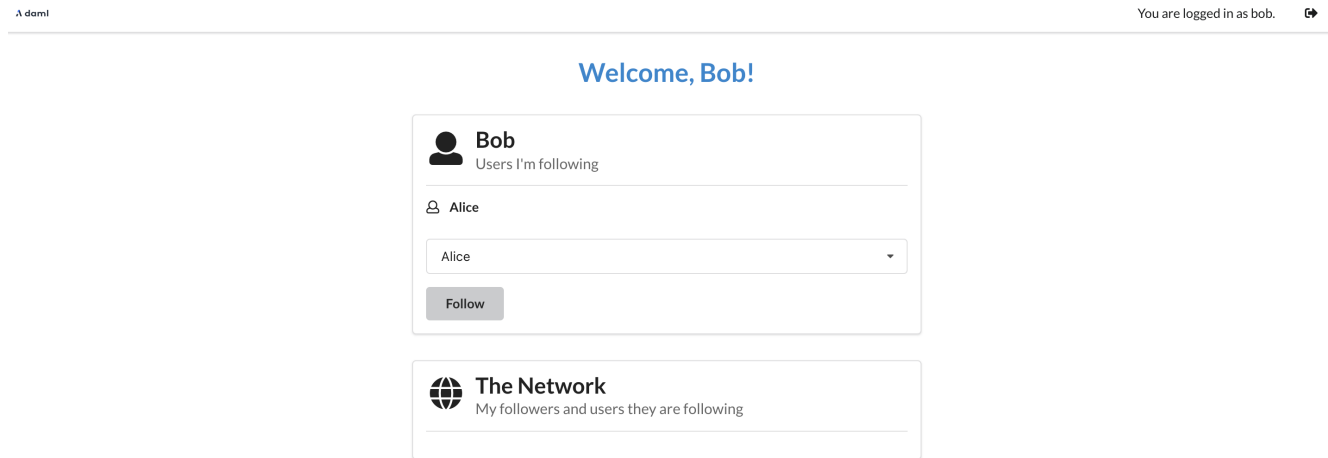 daml
You are logged in as bob.
Welcome, Bob!
Bob
Users I'm following
Alice
Alice
Follow
The Network
My followers and users they are following